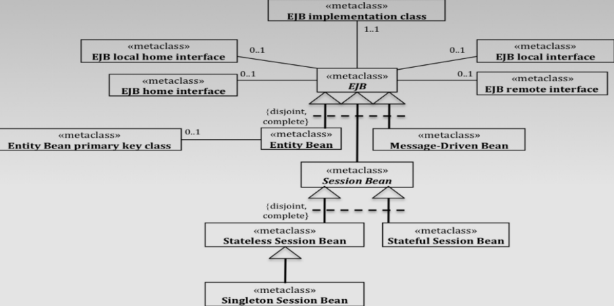 «metaclass»
EJB implementation class
1..1
«metaclass»
EJB local home interface
0..1
0..1
«metaclass»
EJB local interface
«metaclass»
EJB home interface
0..1
«metaclass»
EJB
0..1
«metaclass»
EJB remote interface
{disjoint,
complete}
«metaclass»
Entity Bean primary key class
0..1
«metaclass»
Entity Bean
«metaclass»
Message-Driven Bean
«metaclass»
Session Bean
{disjoint,
complete}
«metaclass»
Stateless Session Bean
«metaclass»
Stateful Session Bean
«metaclass»
Singleton Session Bean